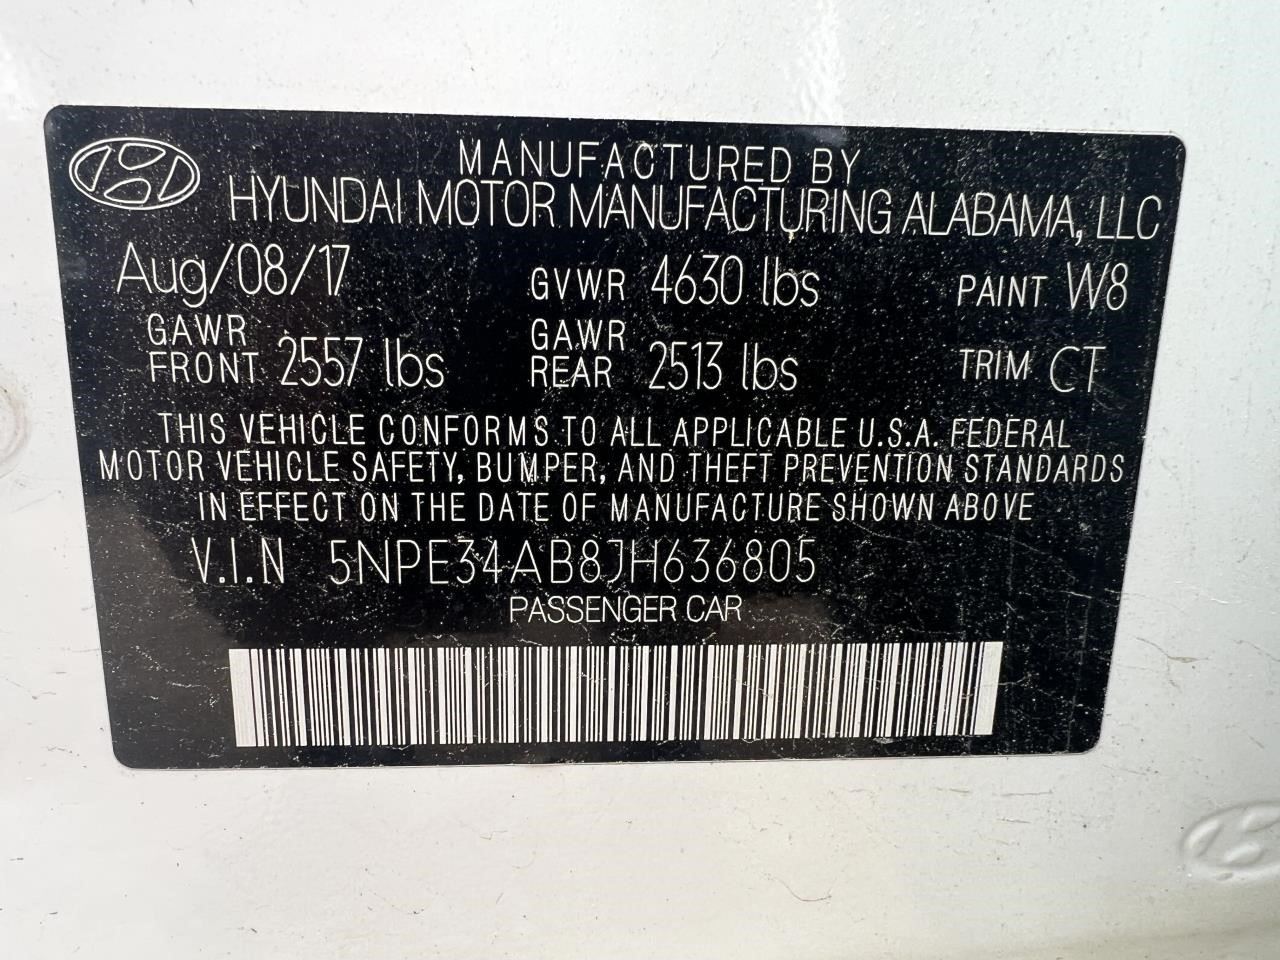 MANUFACTURED BY
HYUNDAI MOTOR MANUFACTURING ALABAMA, LLC
Aug/08/17 GVWR 4630 lbs PAINT W8
GAWR FRONT 2557 lbs GAWR REAR 2513 lbs TRIM CT
THIS VEHICLE CONFORMS TO ALL APPLICABLE U.S.A. FEDERAL
MOTOR VEHICLE SAFETY, BUMPER, AND THEFT PREVENTION STANDARDS
IN EFFECT ON THE DATE OF MANUFACTURE SHOWN ABOVE
V.I.N 5NPE34AB8JH636805
PASSENGER CAR